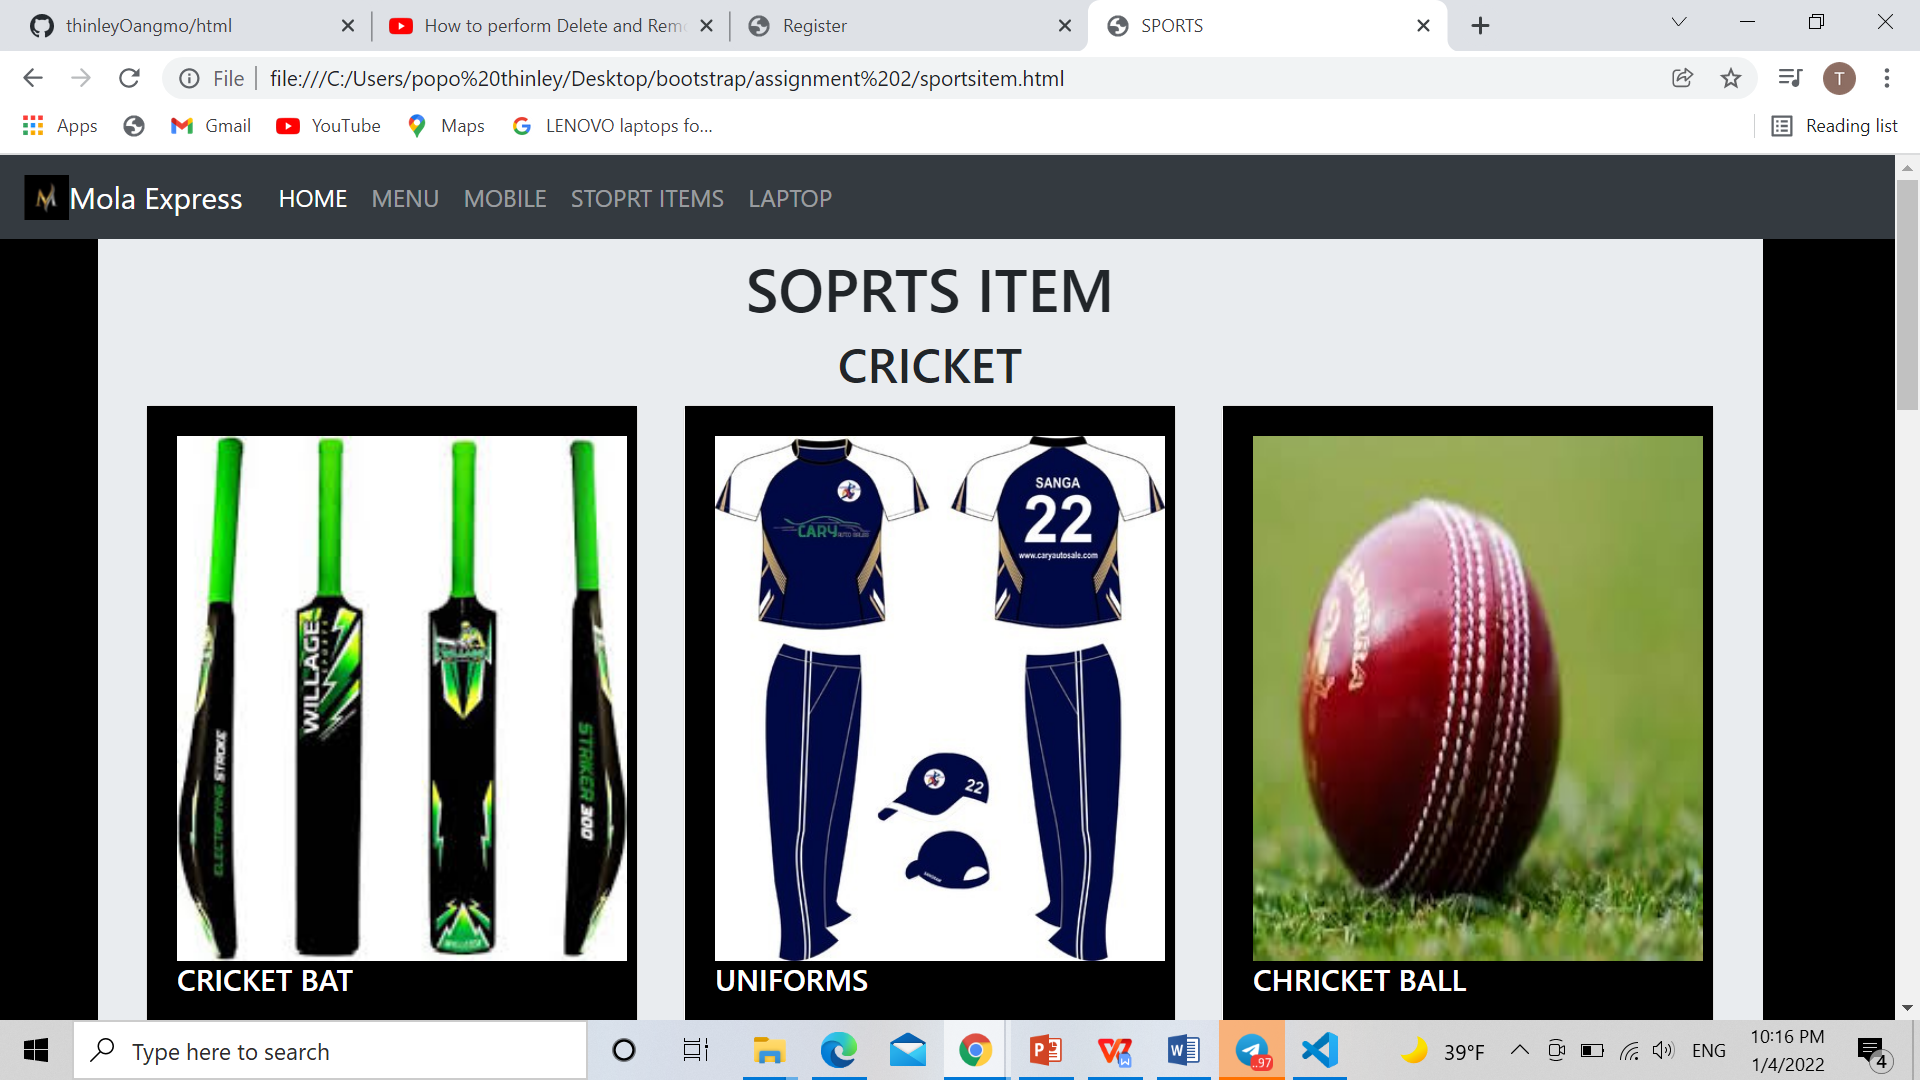 thinleyOangmo/html
How to perform Delete and Rem
Register
SPORTS
File
file:///C:/Users/popo%20thinley/Desktop/bootstrap/assignment%202/sportsitem.html
T
Apps
Gmail
YouTube
Maps
LENOVO laptops fo...
Reading list
M
Mola Express
HOME
MENU
MOBILE
STOPRT ITEMS
LAPTOP
SOPRTS ITEM
CRICKET
ELECTRIFYING STROKE
WILLAGE
SPORTS
STRIKER 300
CARY
SANGA
22
www.caryautosale.com
22
CRICKET BAT
UNIFORMS
CHRICKET BALL
Type here to search
..97
39°F
ENG
10:16 PM
1/4/2022
4